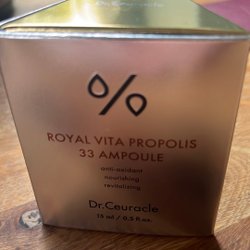 ROYAL VITA PROPOLIS
33 AMPOULE
anti-oxidant
nourishing
revitalizing
Dr.Ceuracle
15 ml / 0.5 fl.oz.